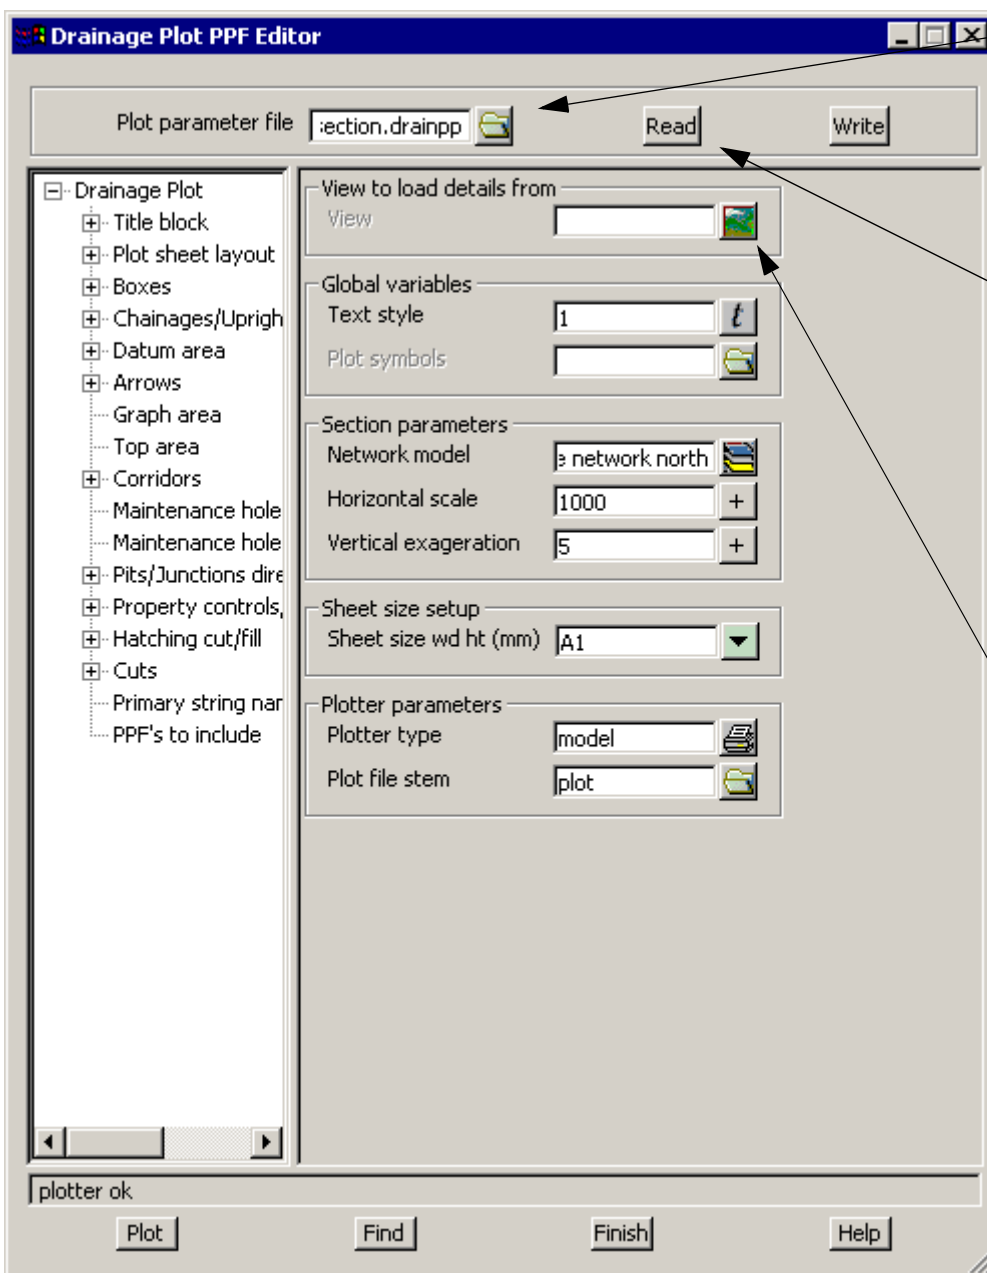 Drainage Plot PPF Editor
Plot parameter file :ection.drainpp Read Write
Drainage Plot
Title block
Plot sheet layout
Boxes
Chainages/Uprigh
Datum area
Arrows
Graph area
Top area
Corridors
Maintenance hole
Maintenance hole
Pits/Junctions dire
Property controls,
Hatching cut/fill
Cuts
Primary string nar
PPF's to include
View to load details from
View
Global variables
Text style 1 t
Plot symbols
Section parameters
Network model e network north
Horizontal scale 1000 +
Vertical exageration 5 +
Sheet size setup
Sheet size wd ht (mm) A1
Plotter parameters
Plotter type model
Plot file stem plot
plotter ok
Plot Find Finish Help